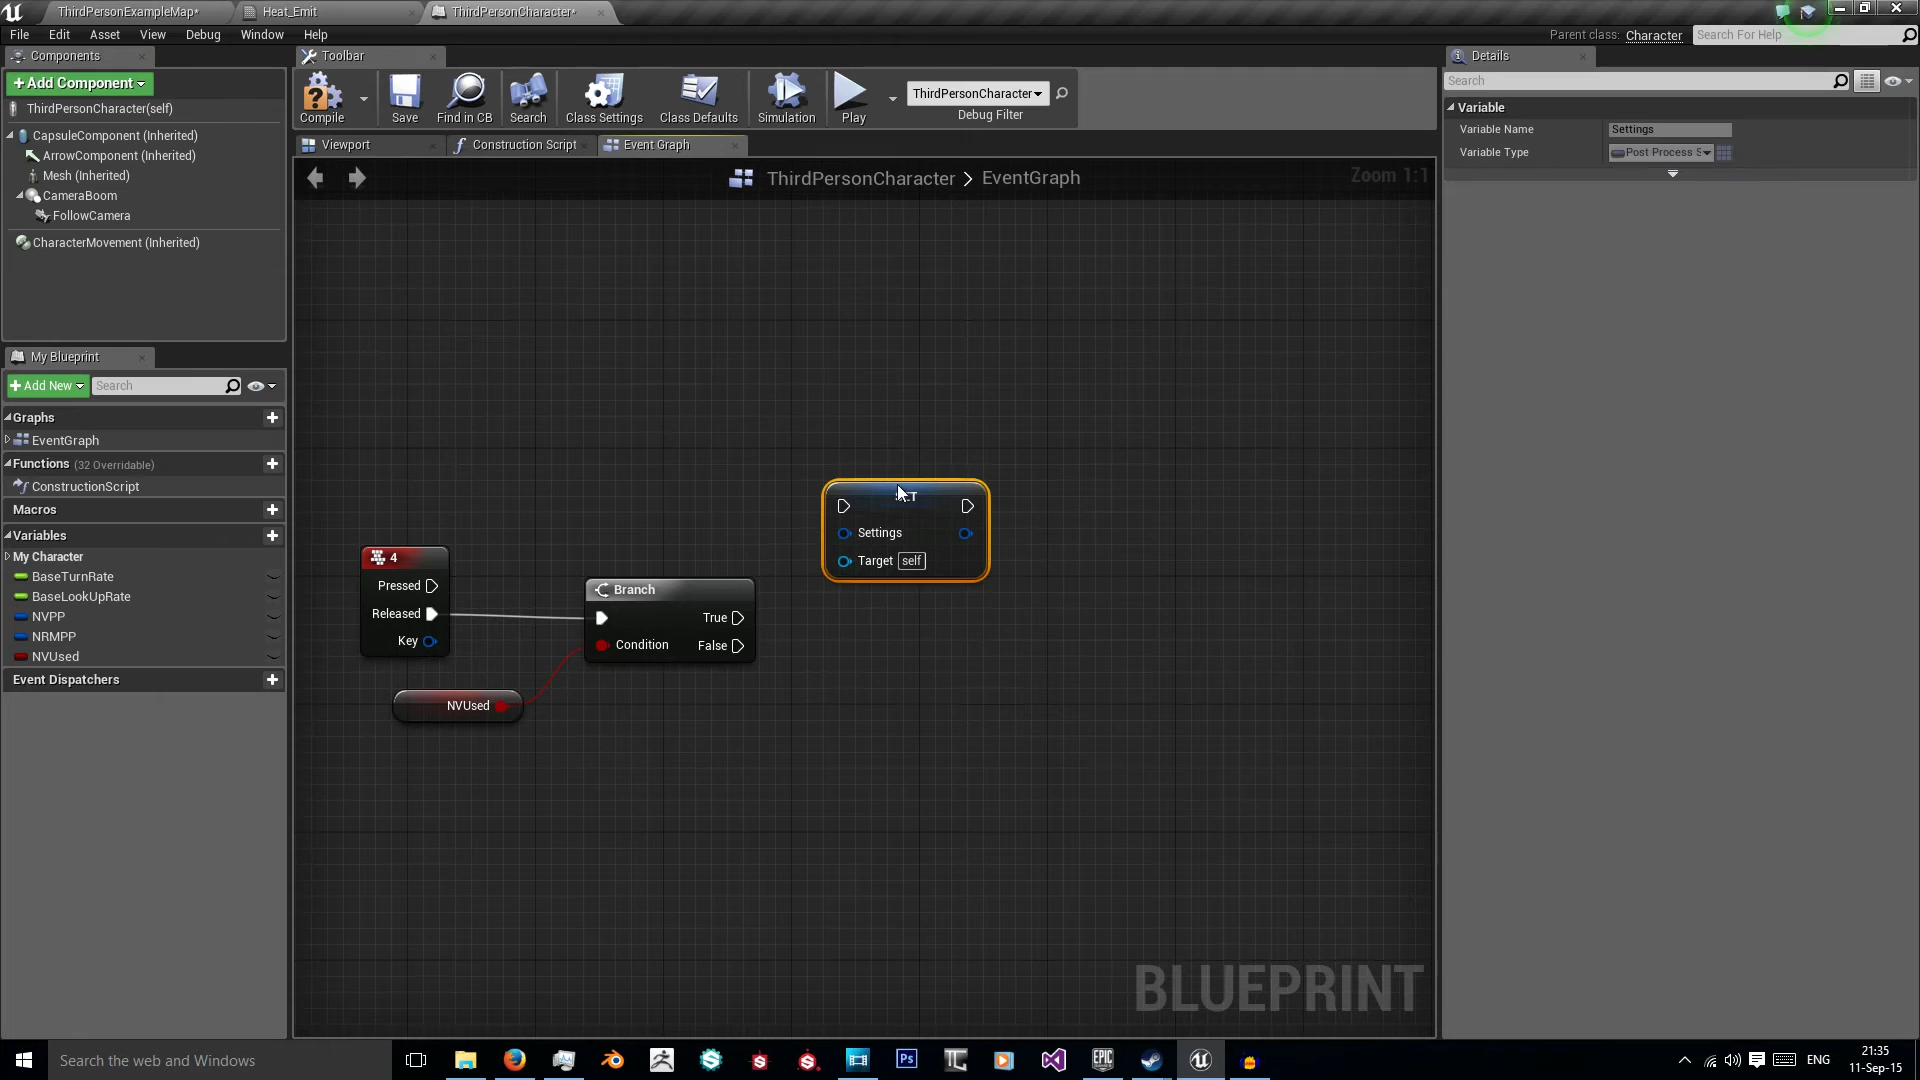 ThirdPersonExampleMap*
Heat_Emit
ThirdPersonCharacter*
File Edit Asset View Debug Window Help
Parent class: Character
Search For Help
Components
+Add Component
ThirdPersonCharacter(self)
CapsuleComponent (Inherited)
ArrowComponent (Inherited)
Mesh (Inherited)
CameraBoom
FollowCamera
CharacterMovement (Inherited)
My Blueprint
+Add New
Search
Graphs
EventGraph
Functions (32 Overridable)
ConstructionScript
Macros
Variables
My Character
BaseTurnRate
BaseLookUpRate
NVPP
NRMPP
NVUsed
Event Dispatchers
Toolbar
Compile
Save
Find in CB
Search
Class Settings
Class Defaults
Simulation
Play
ThirdPersonCharacter
Debug Filter
Viewport
Construction Script
Event Graph
ThirdPersonCharacter > EventGraph
Zoom 1:1
4
Pressed
Released
Key
NVUsed
Branch
True
Condition
False
Settings
Target self
BLUEPRINT
Details
Search
Variable
Variable Name Settings
Variable Type Post Process S
Search the web and Windows
Ps
EPIC
ENG
21:35
11-Sep-15